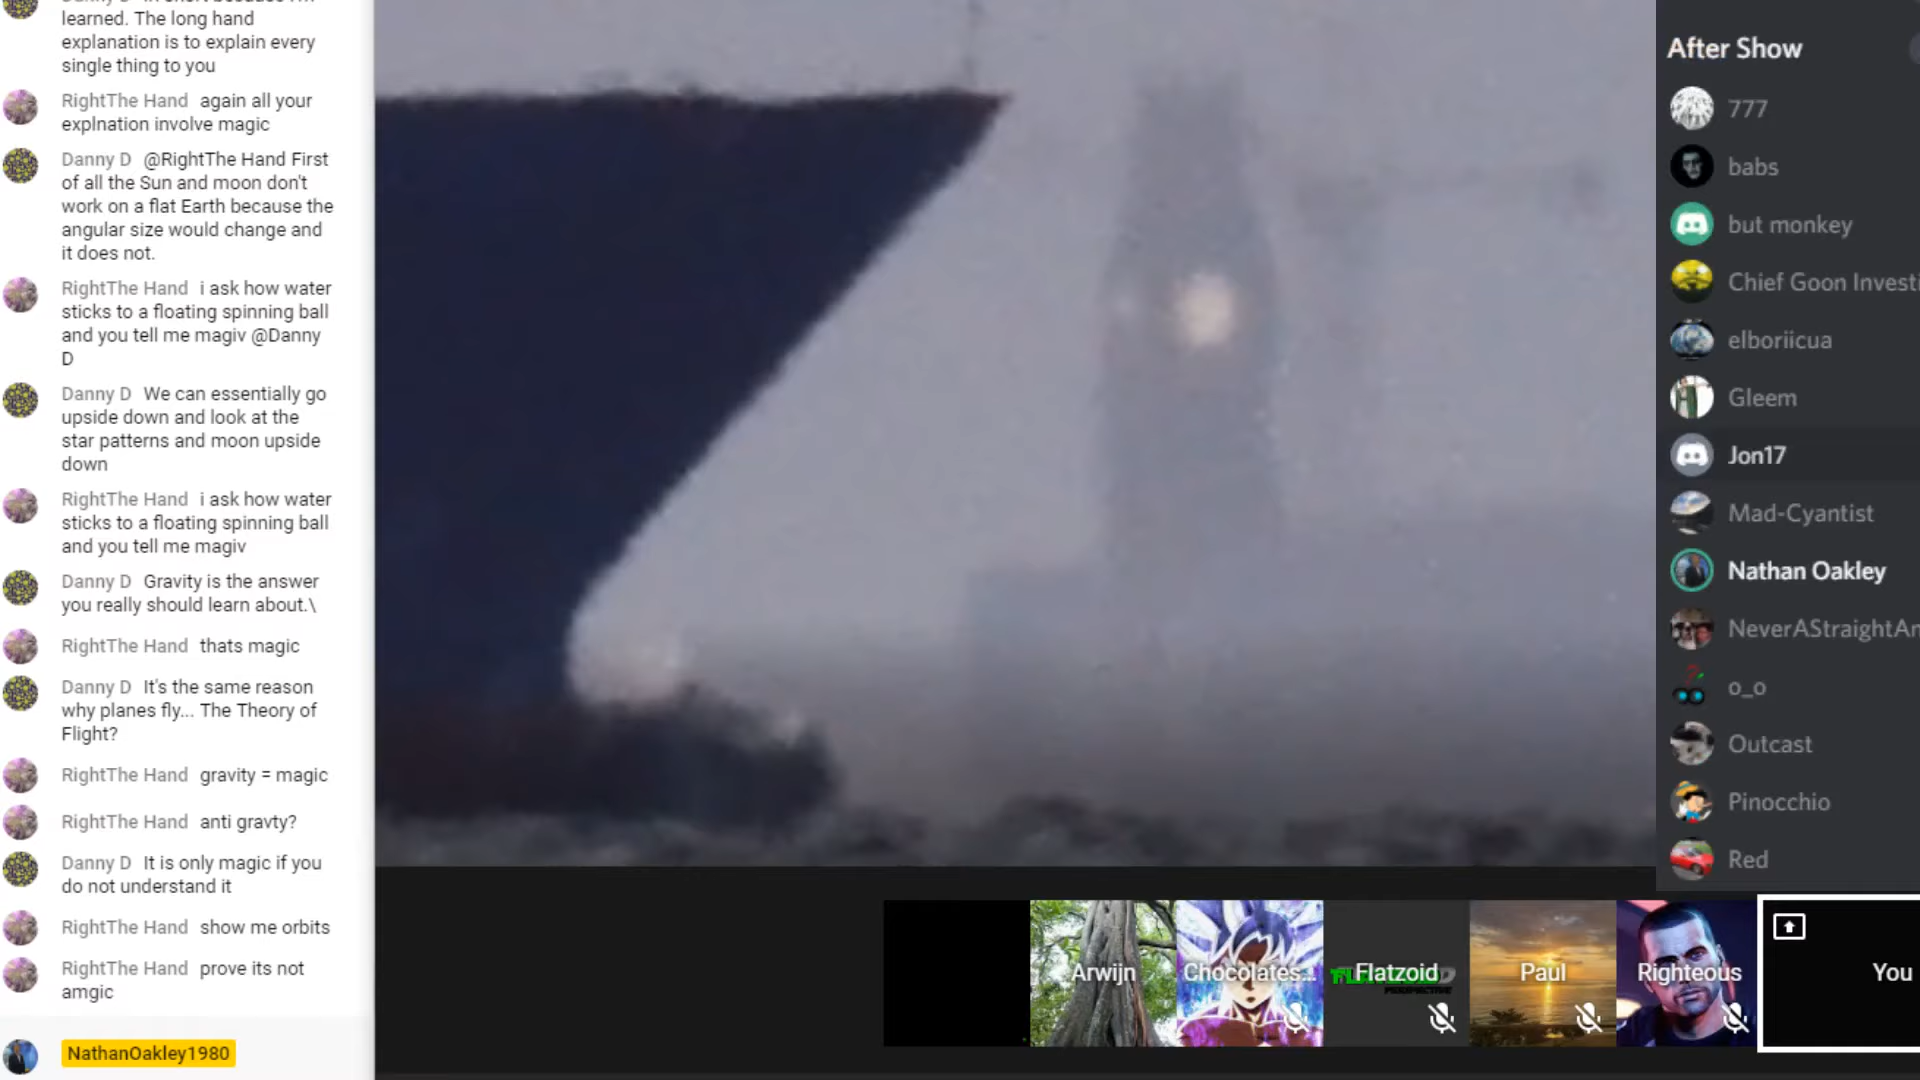 learned. The long hand
explanation is to explain every
single thing to you
RightThe Hand again all your
explnation involve magic
Danny D @RightThe Hand First
of all the Sun and moon don't
work on a flat Earth because the
angular size would change and
it does not.
RightThe Hand i ask how water
sticks to a floating spinning ball
and you tell me magiv @Danny
D
Danny D We can essentially go
upside down and look at the
star patterns and moon upside
down
RightThe Hand i ask how water
sticks to a floating spinning ball
and you tell me magiv
Danny D Gravity is the answer
you really should learn about.\
RightThe Hand thats magic
Danny D It's the same reason
why planes fly... The Theory of
Flight?
RightThe Hand gravity = magic
RightThe Hand anti gravty?
Danny D It is only magic if you
do not understand it
RightThe Hand show me orbits
RightThe Hand prove its not
amgic
NathanOakley1980
After Show
777
babs
but monkey
Chief Goon Investi
elboriicua
Gleem
Jon17
Mad-Cyantist
Nathan Oakley
NeverAStraightAn
o_o
Outcast
Pinocchio
Red
Arwijn
Chocolates...
Flatzoid
Paul
Righteous
You